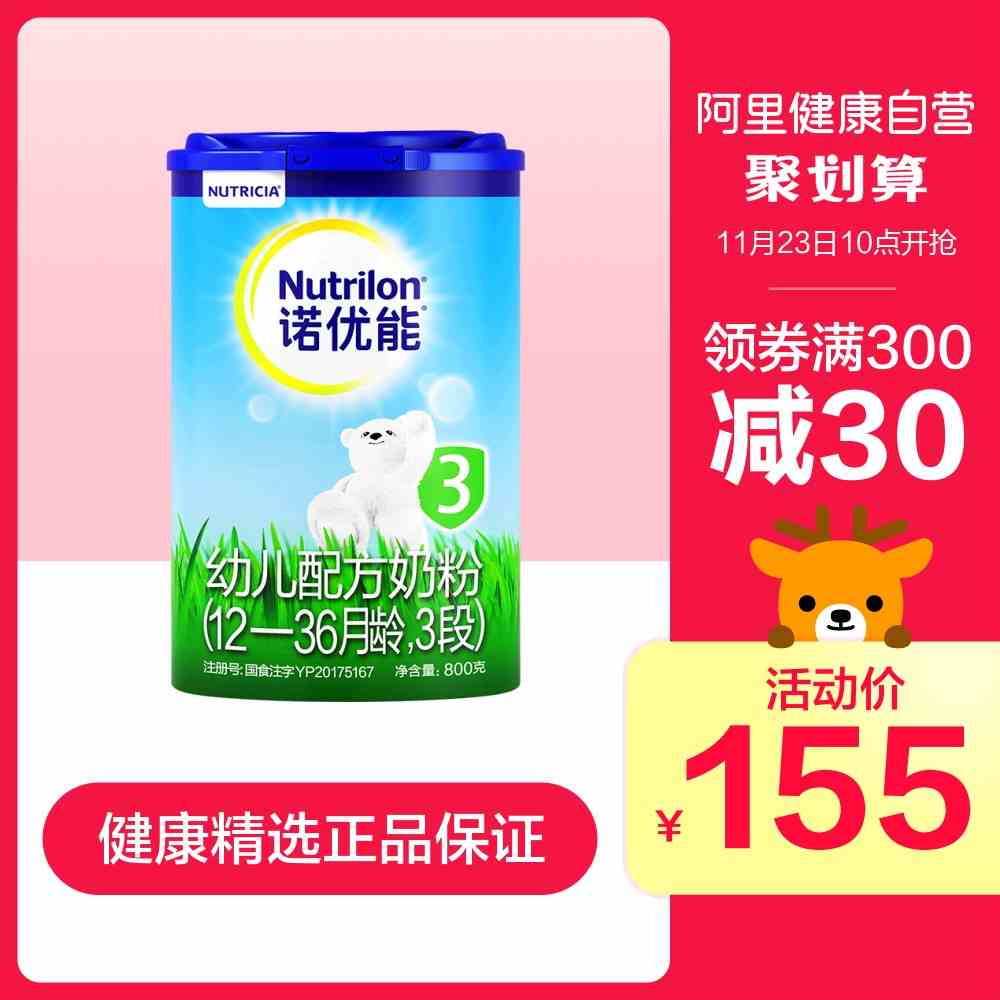 NUTRICIA
Nutrilon®
诺优能®
3
幼儿配方奶粉
(12—36月龄,3段)
注册号:国食注字YP20175167 净含量:800克
健康精选正品保证
阿里健康自营
聚划算
11月23日10点开抢
领券满300
减30
活动价
¥155